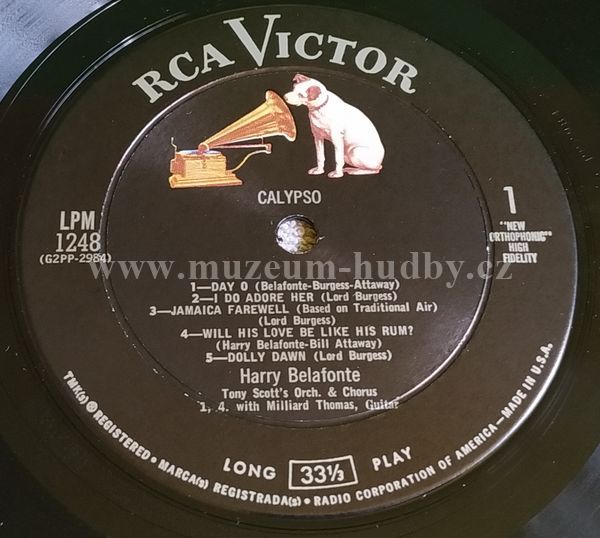 RCA VICTOR
CALYPSO
LPM
1248
(G2PP-2984)
1
"NEW
ORTHOPHONIC"
HIGH
FIDELITY
www.muzeum-hudby.cz
1—DAY O (Belafonte-Burgess-Attaway)
2—I DO ADORE HER (Lord Burgess)
3—JAMAICA FAREWELL (Based on Traditional Air)
(Lord Burgess)
4—WILL HIS LOVE BE LIKE HIS RUM?
(Harry Belafonte-Bill Attaway)
5—DOLLY DAWN (Lord Burgess)
Harry Belafonte
Tony Scott's Orch. & Chorus
1, 4. with Milliard Thomas, Guitar
LONG 33⅓ PLAY
TMK(s) ® REGISTERED • MARCA(s) REGISTRADA(s) • RADIO CORPORATION OF AMERICA—MADE IN U.S.A.